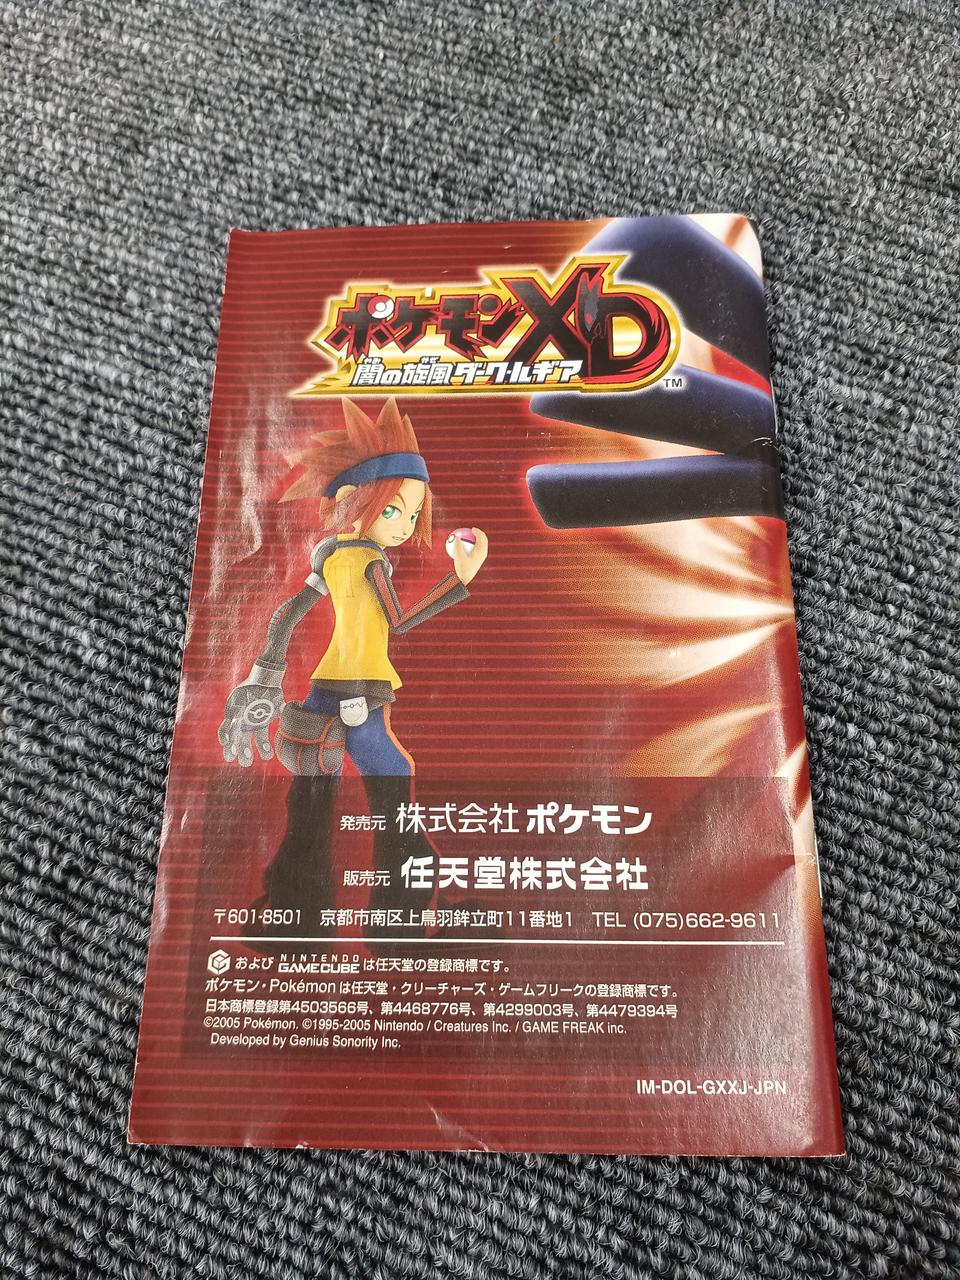 ポケモンXD
やみ かぜ
闇の旋風ダーク・ルギア
TM
発売元 株式会社ポケモン
販売元 任天堂株式会社
〒601-8501 京都市南区上鳥羽鉾立町11番地1 TEL (075)662-9611
および NINTENDO GAMECUBE は任天堂の登録商標です。
ポケモン・Pokémon は任天堂・クリーチャーズ・ゲームフリークの登録商標です。
日本商標登録第4503566号、第4468776号、第4299003号、第4479394号
©2005 Pokémon. ©1995-2005 Nintendo / Creatures Inc. / GAME FREAK inc.
Developed by Genius Sonority Inc.
IM-DOL-GXXJ-JPN